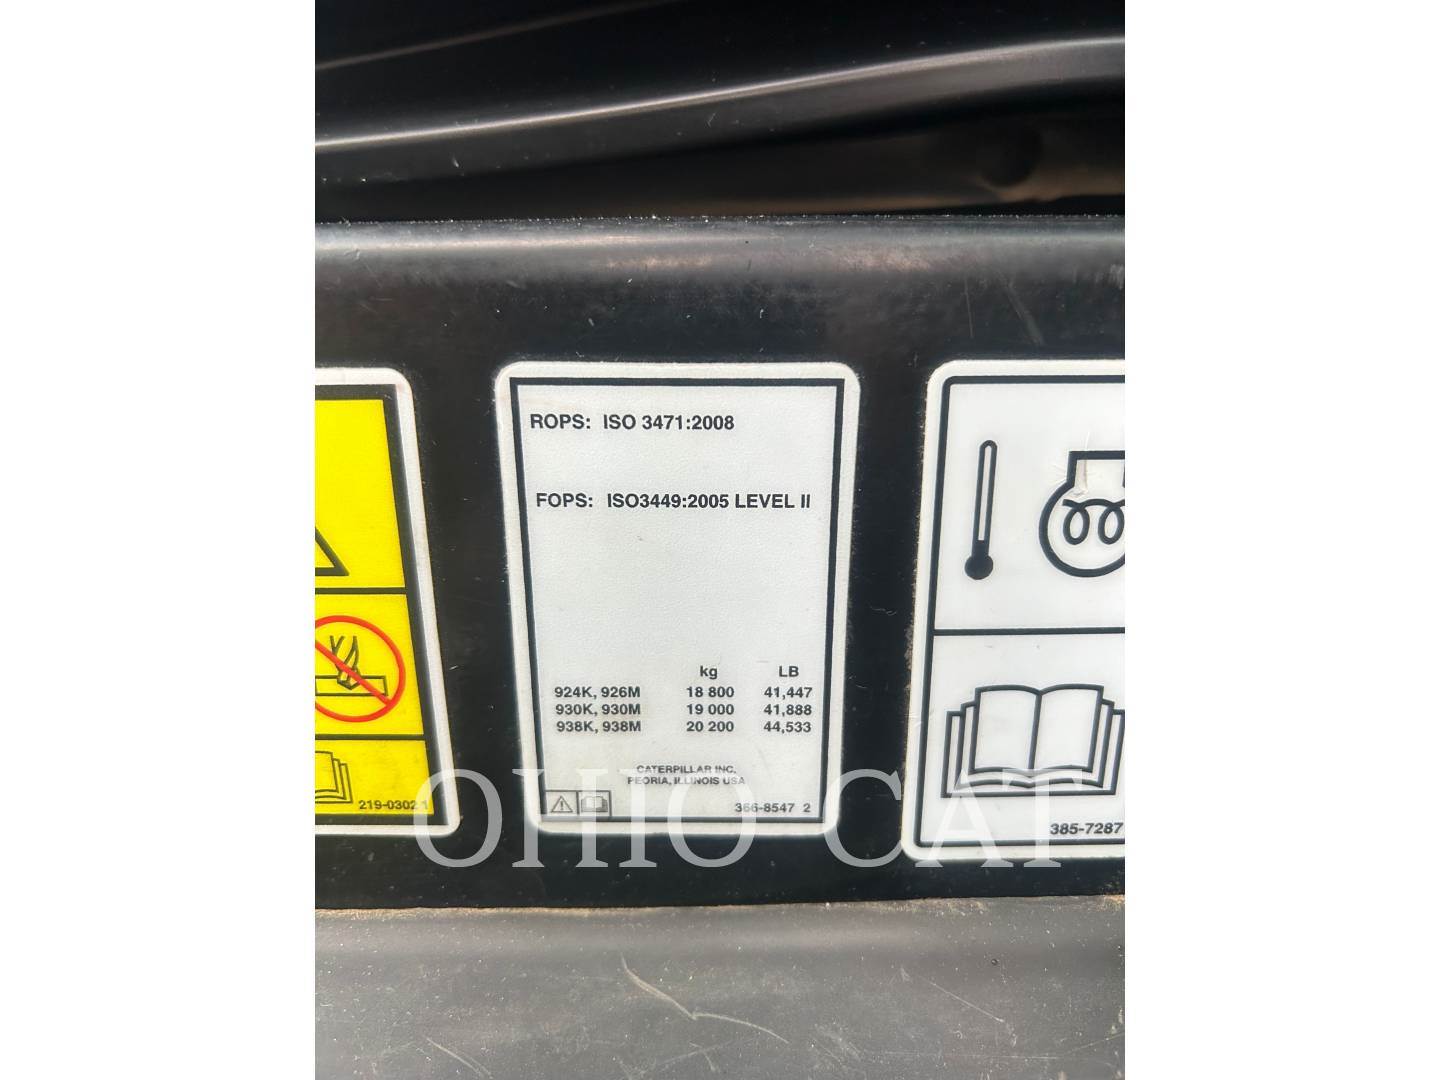 ROPS: ISO 3471:2008
FOPS: ISO3449:2005 LEVEL II
kg LB
924K, 926M 18 800 41,447
930K, 930M 19 000 41,888
938K, 938M 20 200 44,533
CATERPILLAR INC.
PEORIA, ILLINOIS USA
366-8547 2
219-0302 1
385-7287
OHIO CAT